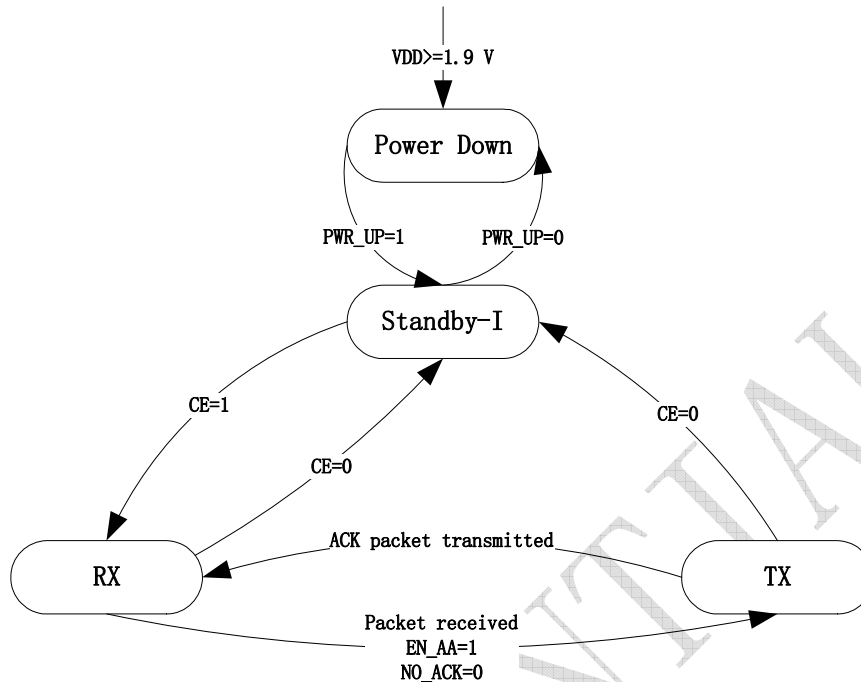 VDD>=1.9 V
Power Down
PWR_UP=1
PWR_UP=0
Standby-I
CE=1
CE=0
CE=0
ACK packet transmitted
RX
TX
Packet received
EN_AA=1
NO_ACK=0
NTIAL